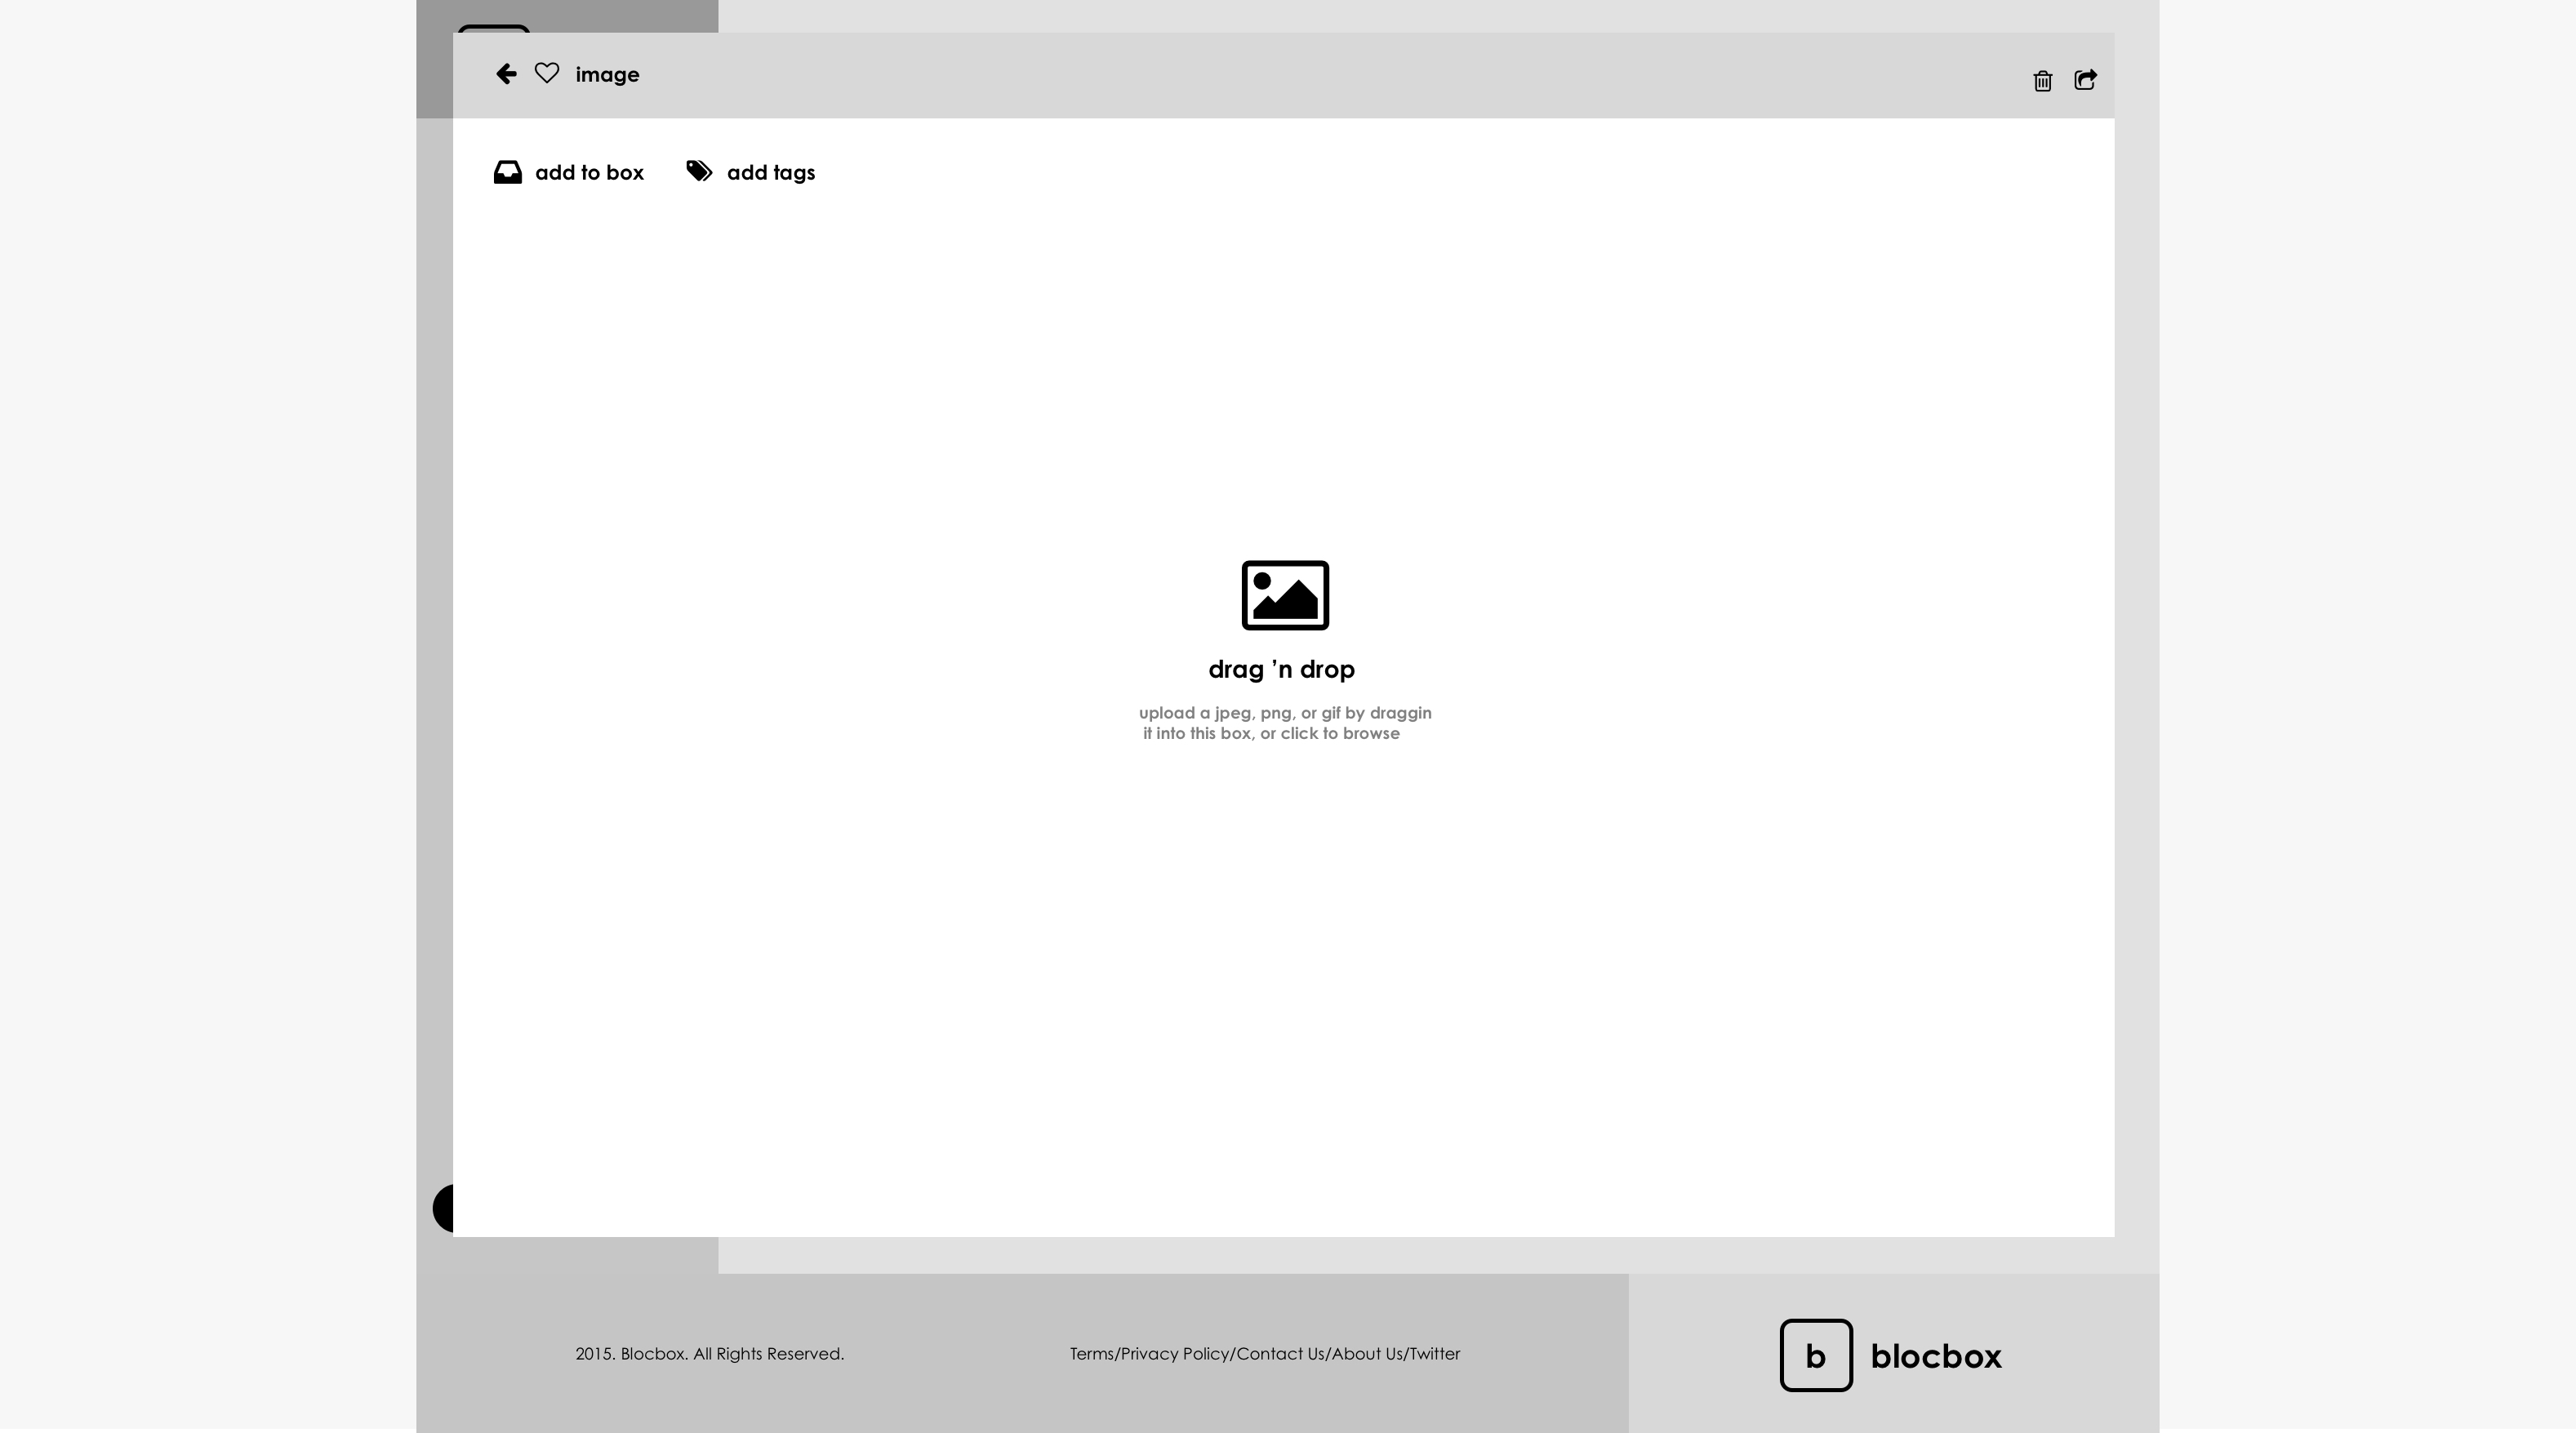 image
add to box
add tags
drag ’n drop
upload a jpeg, png, or gif by draggin
it into this box, or click to browse
2015. Blocbox. All Rights Reserved.
Terms/Privacy Policy/Contact Us/About Us/Twitter
b blocbox